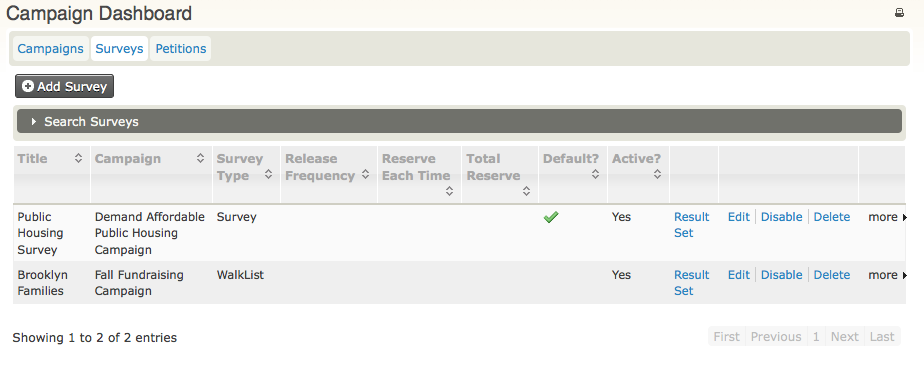 Campaign Dashboard
Campaigns Surveys Petitions
Add Survey
Search Surveys
Title Campaign Survey Type Release Frequency Reserve Each Time Total Reserve Default? Active?
Public Housing Survey Demand Affordable Public Housing Campaign Survey Yes Result Set Edit Disable Delete more
Brooklyn Families Fall Fundraising Campaign WalkList Yes Result Set Edit Disable Delete more
Showing 1 to 2 of 2 entries First Previous 1 Next Last